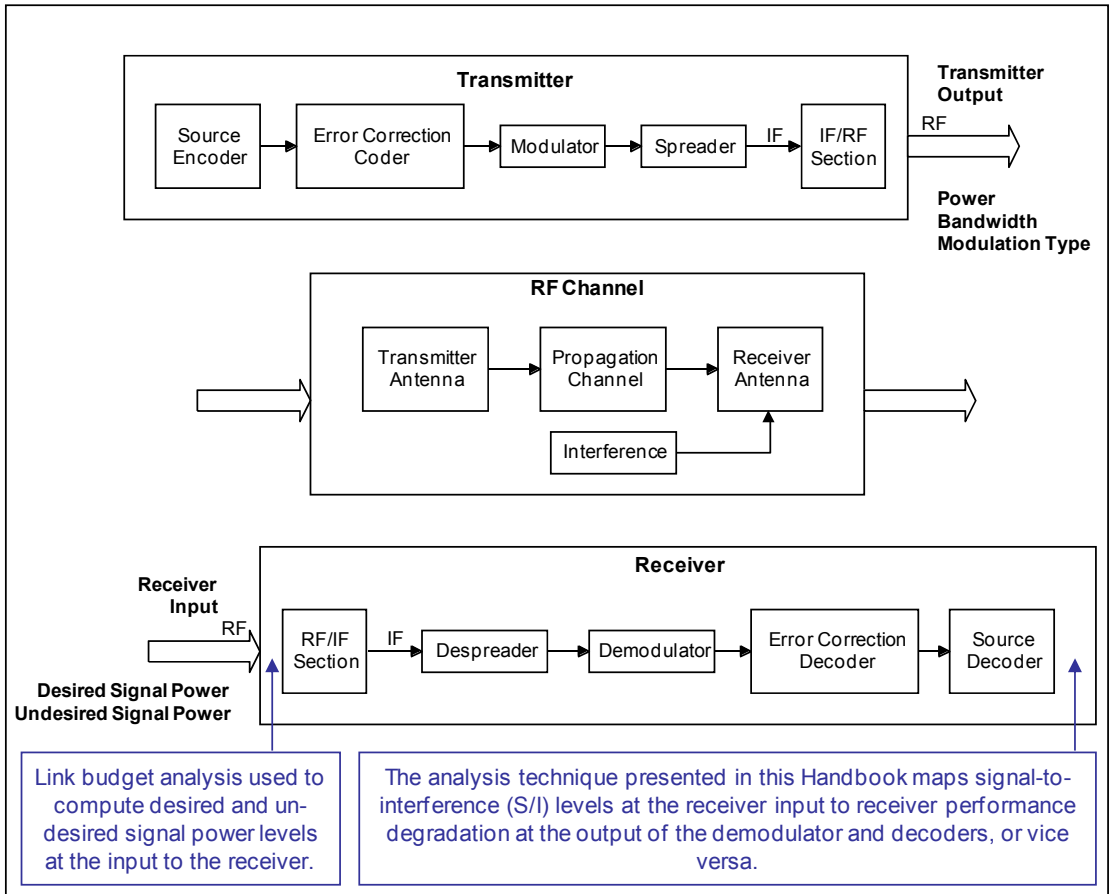 Transmitter
Source
Encoder
Error Correction
Coder
Modulator
Spreader
IF
IF/RF
Section
Transmitter
Output
RF
Power
Bandwidth
Modulation Type
RF Channel
Transmitter
Antenna
Propagation
Channel
Receiver
Antenna
Interference
Receiver
Receiver
Input
RF
RF/IF
Section
IF
Despreader
Demodulator
Error Correction
Decoder
Source
Decoder
Desired Signal Power
Undesired Signal Power
Link budget analysis used to
compute desired and un-
desired signal power levels
at the input to the receiver.
The analysis technique presented in this Handbook maps signal-to-
interference (S/I) levels at the receiver input to receiver performance
degradation at the output of the demodulator and decoders, or vice
versa.